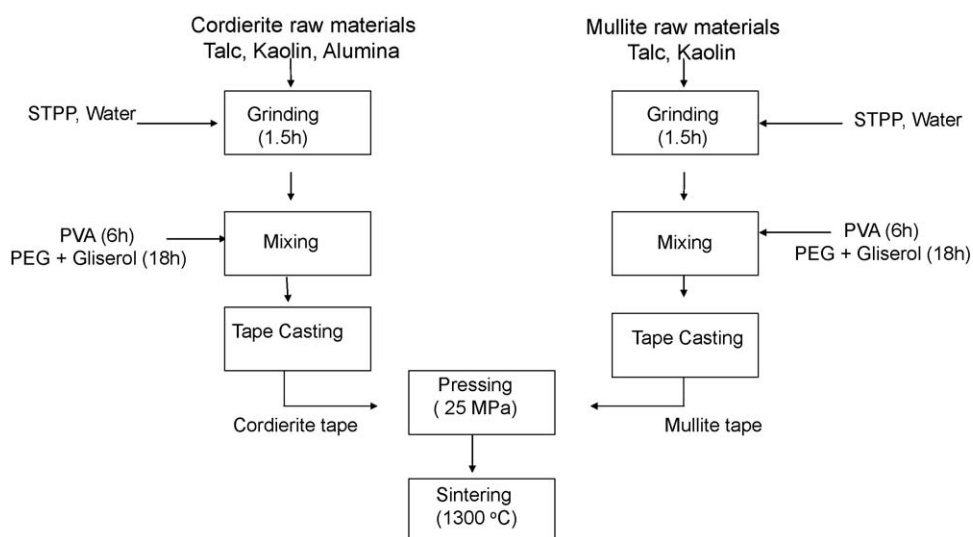 Cordierite raw materials
Talc, Kaolin, Alumina
Mullite raw materials
Talc, Kaolin
STPP, Water
Grinding
(1.5h)
Grinding
(1.5h)
STPP, Water
PVA (6h)
PEG + Gliserol (18h)
Mixing
Mixing
PVA (6h)
PEG + Gliserol (18h)
Tape Casting
Tape Casting
Cordierite tape
Pressing
( 25 MPa)
Mullite tape
Sintering
(1300 °C)